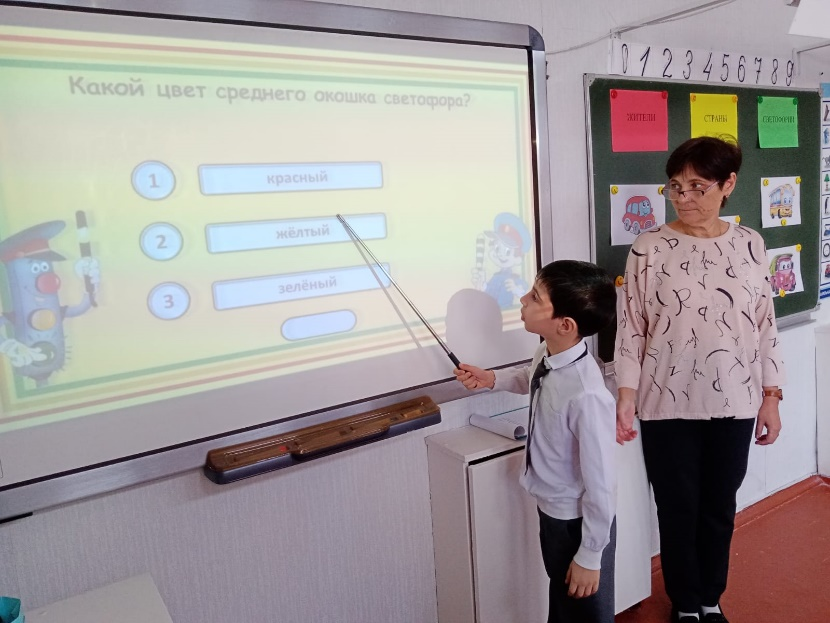 Какой цвет среднего окошка светофора?
1 красный
2 жёлтый
3 зелёный
0 1 2 3 4 5 6 7 8 9
ЖИТЕЛИ СТРАНЫ СВЕТОФОРИИ